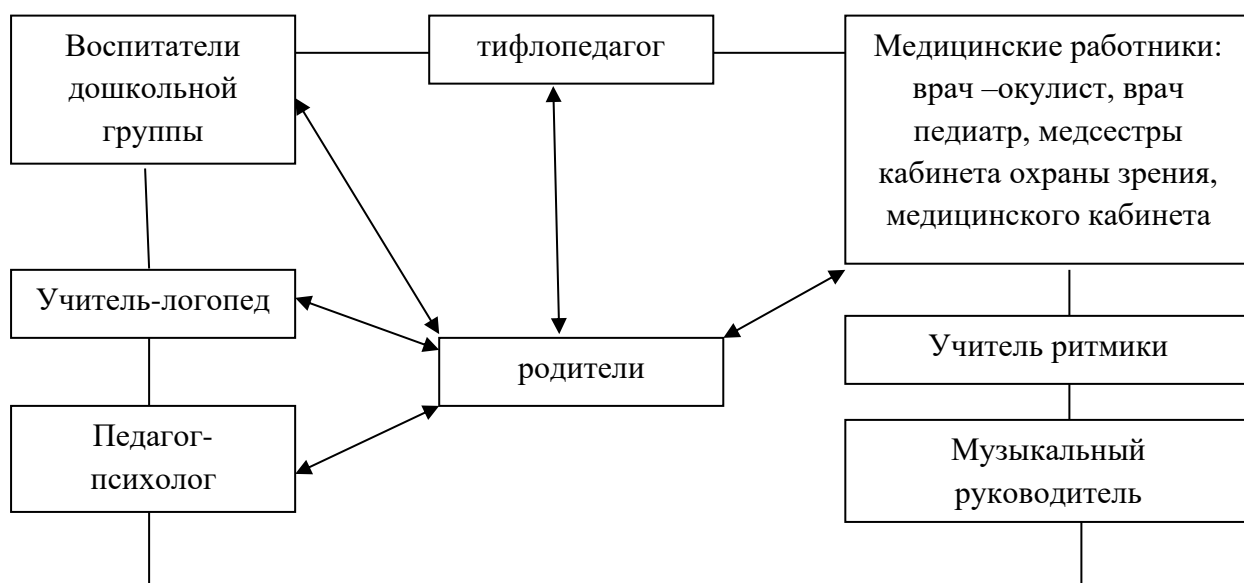 Воспитатели
дошкольной
группы
тифлопедагог
Медицинские работники:
врач –окулист, врач
педиатр, медсестры
кабинета охраны зрения,
медицинского кабинета
Учитель-логопед
родители
Учитель ритмики
Педагог-
психолог
Музыкальный
руководитель